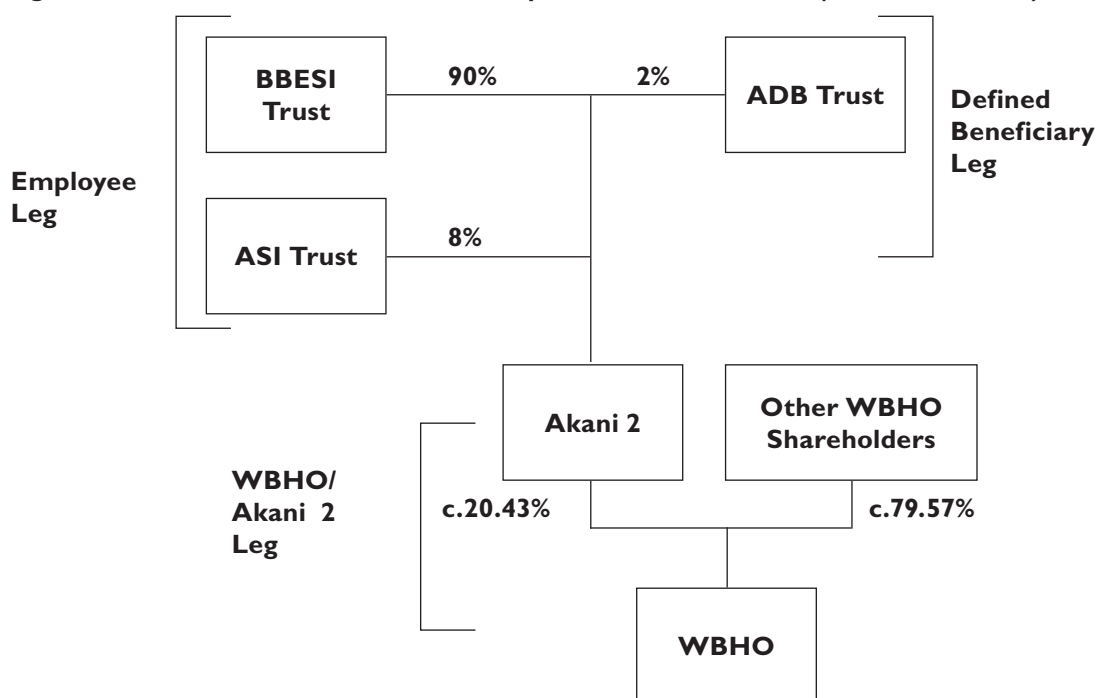 BBESI
Trust
90%
2%
ADB Trust
Defined
Beneficiary
Leg
Employee
Leg
ASI Trust
8%
Akani 2
Other WBHO
Shareholders
WBHO/
Akani 2
Leg
c.20.43%
c.79.57%
WBHO